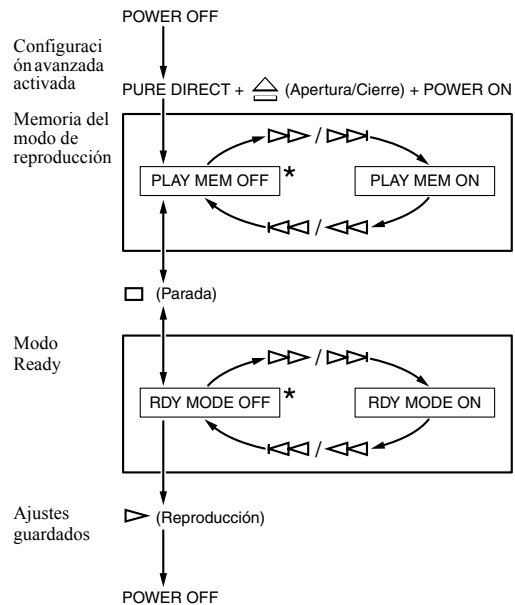 POWER OFF
Configuraci
ón avanzada
activada
PURE DIRECT + (Apertura/Cierre) + POWER ON
Memoria del
modo de
reproducción
/
PLAY MEM OFF * PLAY MEM ON
/
(Parada)
Modo
Ready
/
RDY MODE OFF * RDY MODE ON
/
Ajustes
guardados
(Reproducción)
POWER OFF